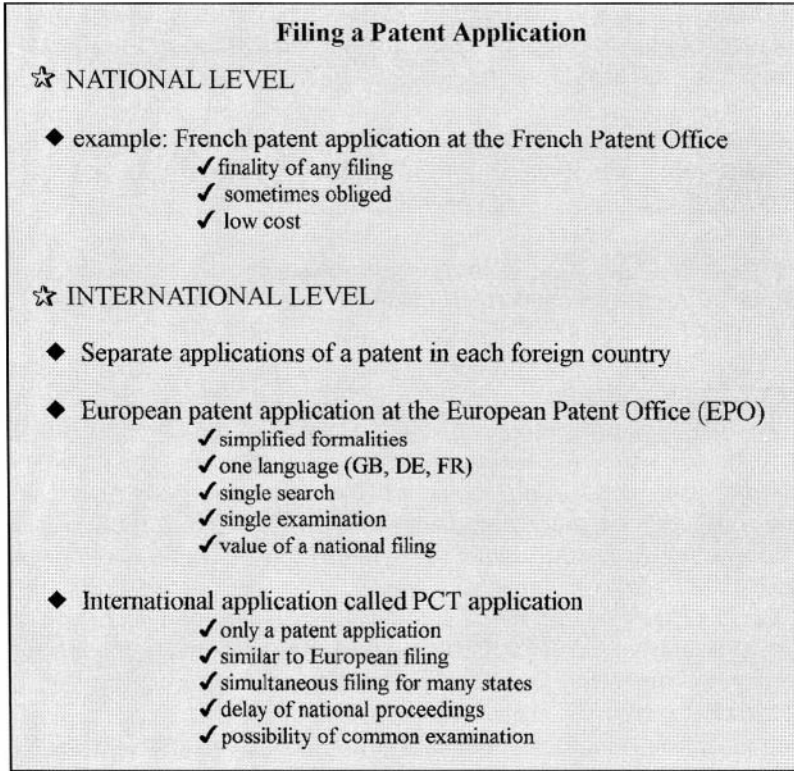 Filing a Patent Application
☆ NATIONAL LEVEL
◆ example: French patent application at the French Patent Office
✓ finality of any filing
✓ sometimes obliged
✓ low cost
☆ INTERNATIONAL LEVEL
◆ Separate applications of a patent in each foreign country
◆ European patent application at the European Patent Office (EPO)
✓ simplified formalities
✓ one language (GB, DE, FR)
✓ single search
✓ single examination
✓ value of a national filing
◆ International application called PCT application
✓ only a patent application
✓ similar to European filing
✓ simultaneous filing for many states
✓ delay of national proceedings
✓ possibility of common examination